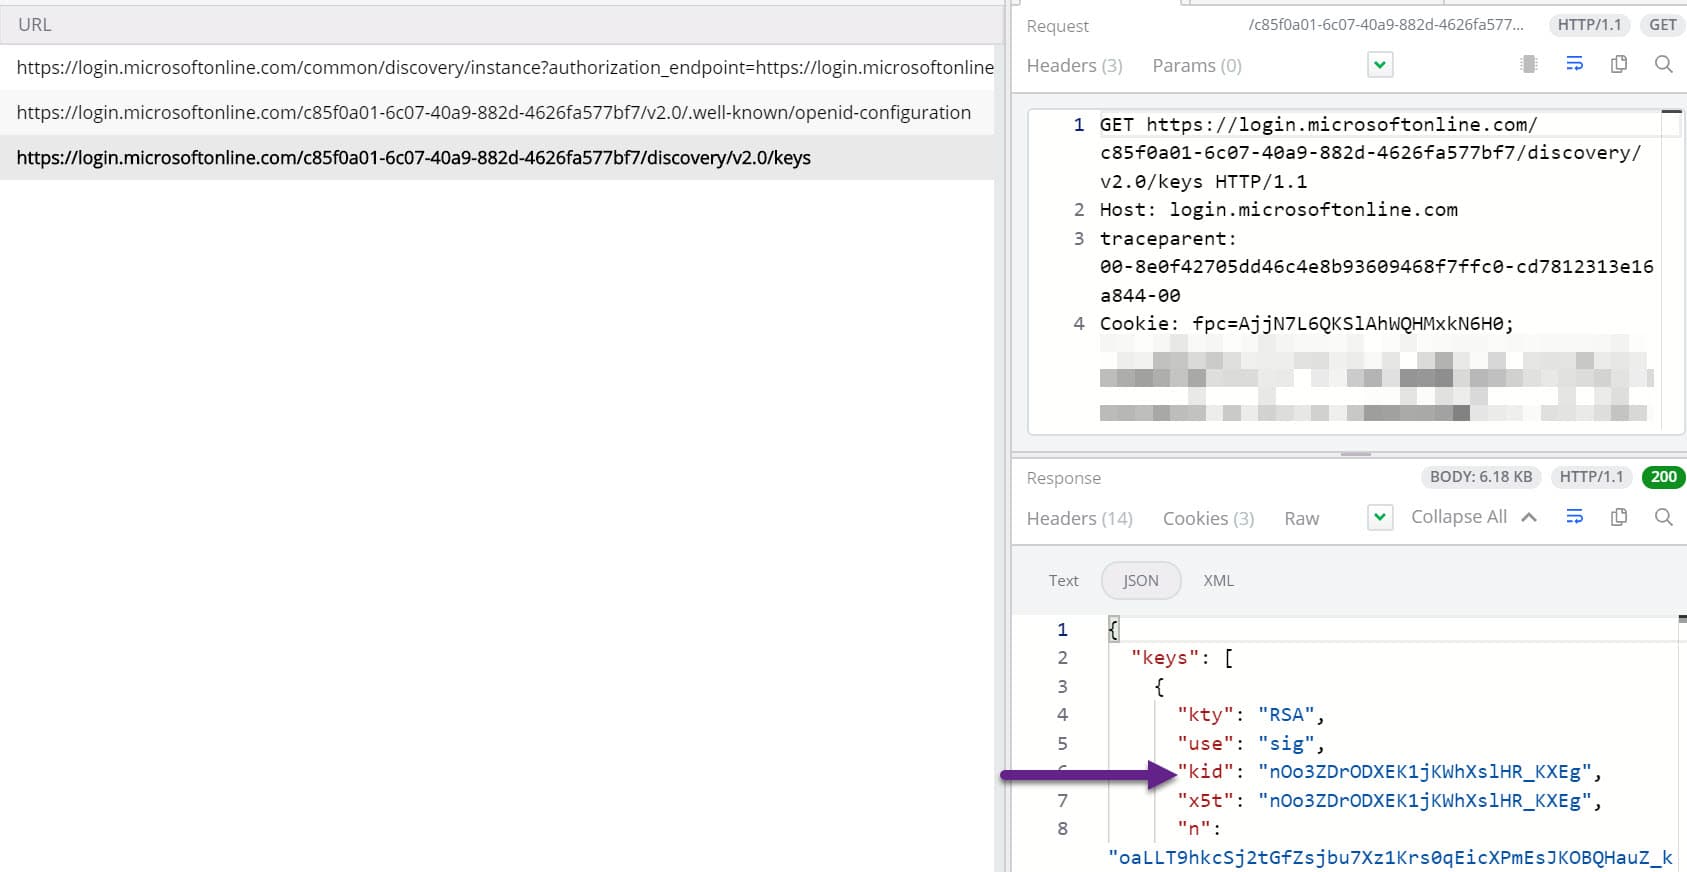 URL
https://login.microsoftonline.com/common/discovery/instance?authorization_endpoint=https://login.microsoftonline
https://login.microsoftonline.com/c85f0a01-6c07-40a9-882d-4626fa577bf7/v2.0/.well-known/openid-configuration
https://login.microsoftonline.com/c85f0a01-6c07-40a9-882d-4626fa577bf7/discovery/v2.0/keys
Request /c85f0a01-6c07-40a9-882d-4626fa577... HTTP/1.1 GET
Headers (3) Params (0)
1 GET https://login.microsoftonline.com/
c85f0a01-6c07-40a9-882d-4626fa577bf7/discovery/
v2.0/keys HTTP/1.1
2 Host: login.microsoftonline.com
3 traceparent:
00-8e0f42705dd46c4e8b93609468f7ffc0-cd7812313e16
a844-00
4 Cookie: fpc=AjjN7L6QKSlAhWQHMxkN6H0;
Response BODY: 6.18 KB HTTP/1.1 200
Headers (14) Cookies (3) Raw Collapse All
Text JSON XML
1 {
2 "keys": [
3 {
4 "kty": "RSA",
5 "use": "sig",
6 "kid": "nOo3ZDrODXEK1jKWhXslHR_KXEg",
7 "x5t": "nOo3ZDrODXEK1jKWhXslHR_KXEg",
8 "n":
"oaLLT9hkcSj2tGfZsjbu7Xz1Krs0qEicXPmEsJKOBQHauZ_k